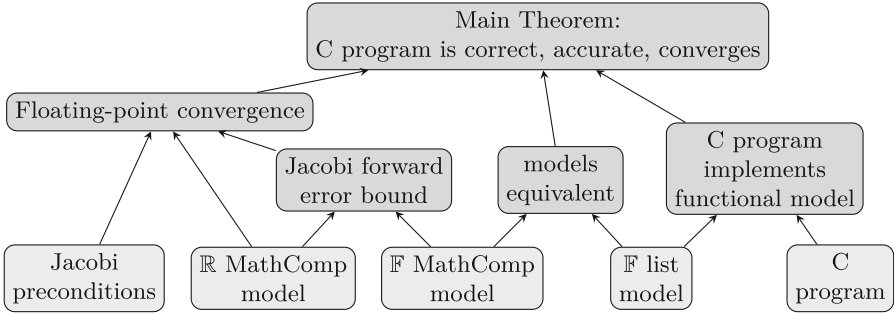 Main Theorem:
C program is correct, accurate, converges
Floating-point convergence
Jacobi forward
error bound
models
equivalent
C program
implements
functional model
Jacobi
preconditions
ℝ MathComp
model
𝔽 MathComp
model
𝔽 list
model
C
program